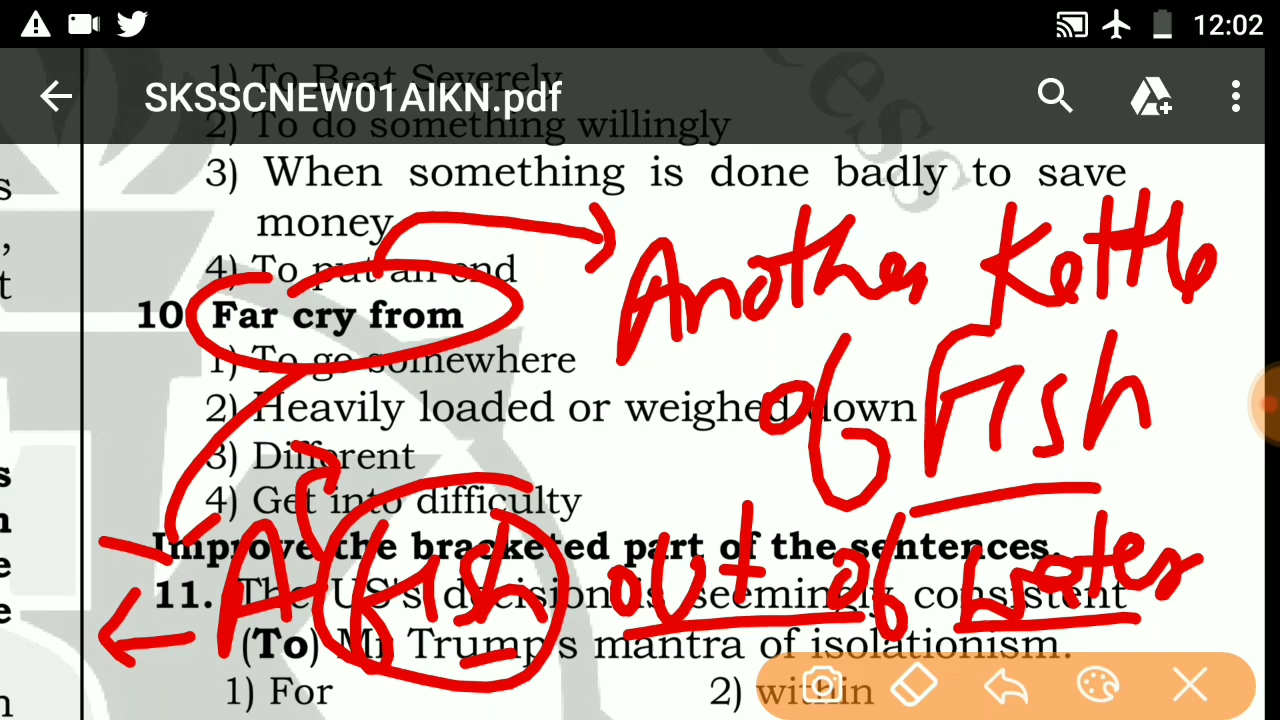 12:02
SKSSCNEW01AIKN.pdf
1) To Beat Severely
2) To do something willingly
3) When something is done badly to save
money
4) To put an end
Another Kettle
of Fish
10. Far cry from
1) To go somewhere
2) Heavily loaded or weighed down
3) Different
4) Get into difficulty
A Fish out of water
Improve the bracketed part of the sentences.
11. The US's decision is seemingly consistent
(To) Mr Trump's mantra of isolationism.
1) For 2) within